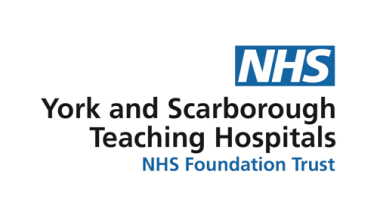 NHS
York and Scarborough
Teaching Hospitals
NHS Foundation Trust